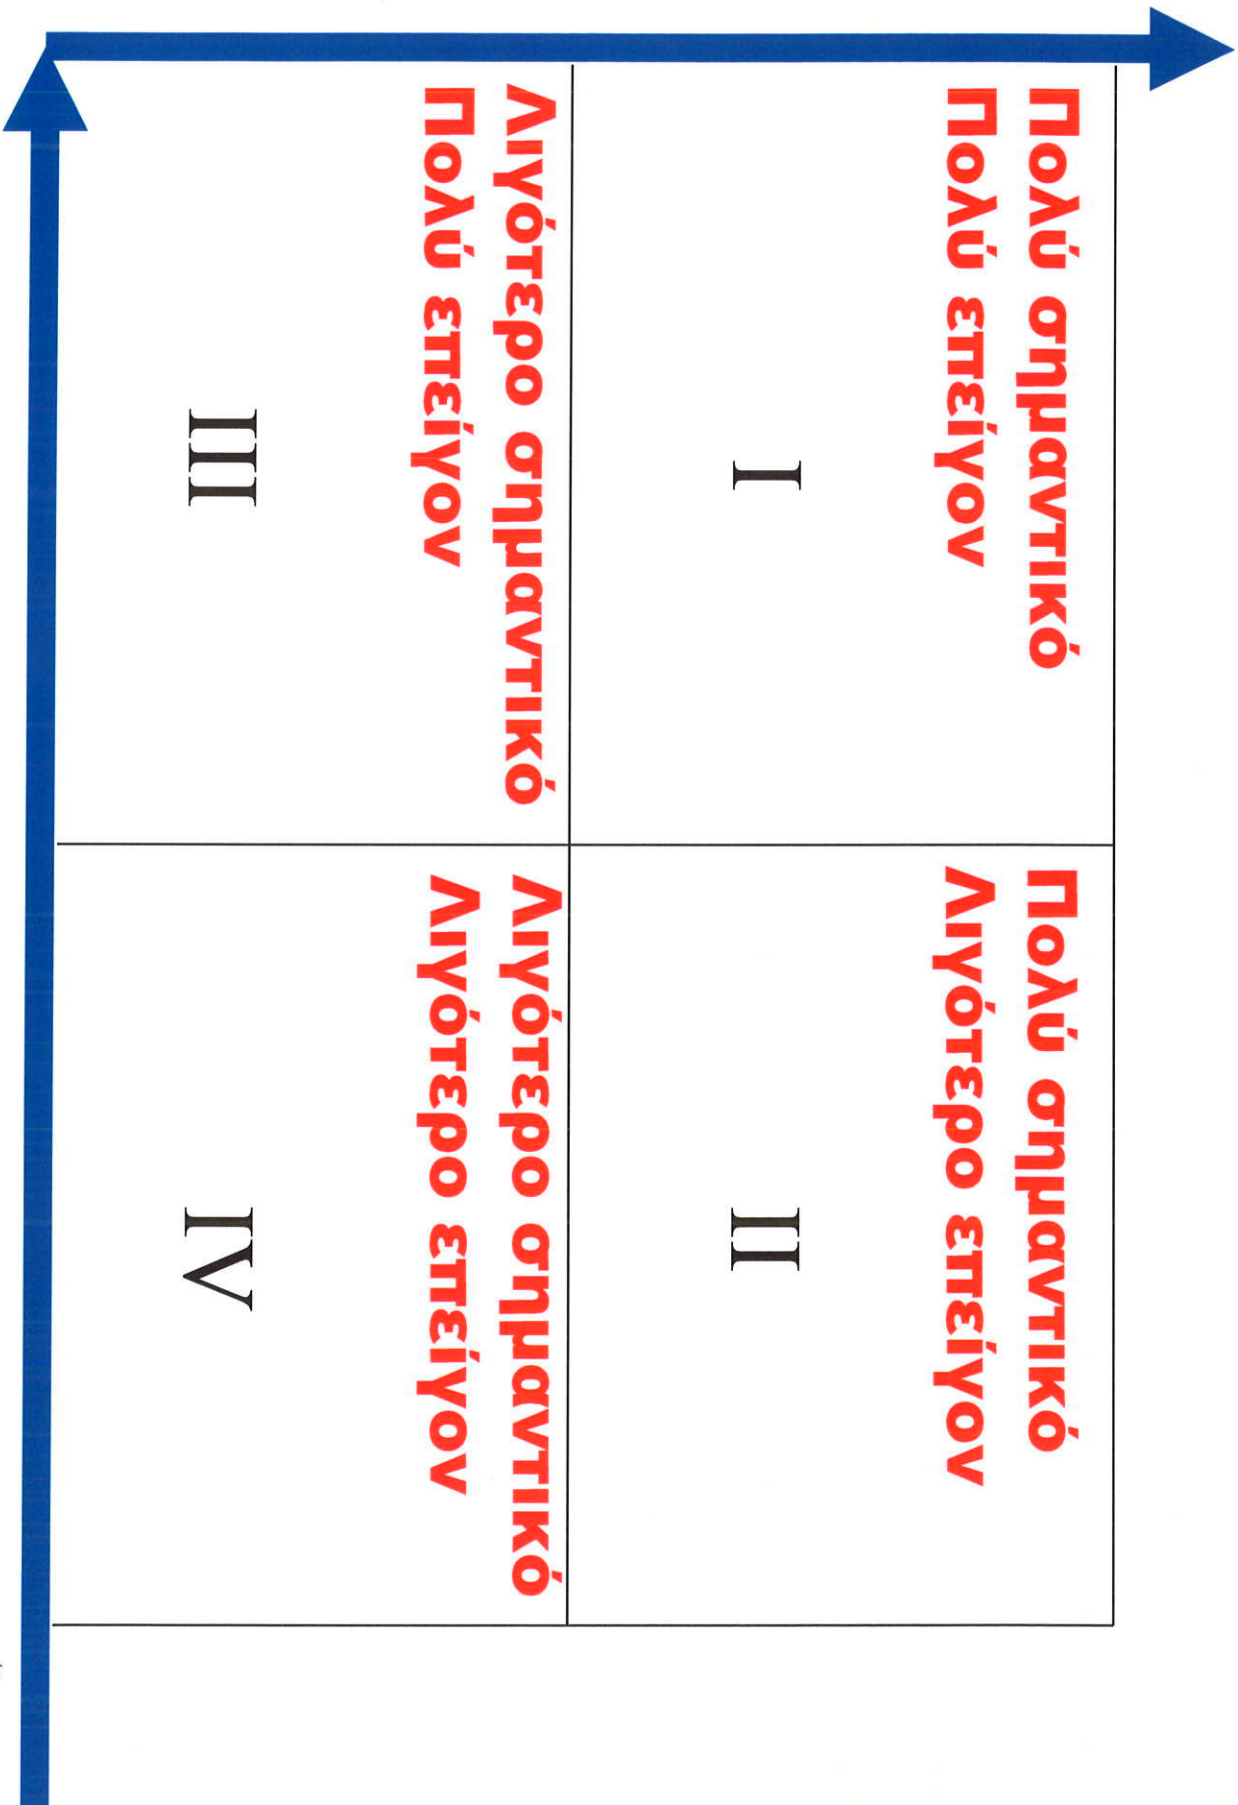 Πολύ σημαντικό
Πολύ επείγον
I
Πολύ σημαντικό
Λιγότερο επείγον
II
Λιγότερο σημαντικό
Πολύ επείγον
III
Λιγότερο σημαντικό
Λιγότερο επείγον
IV